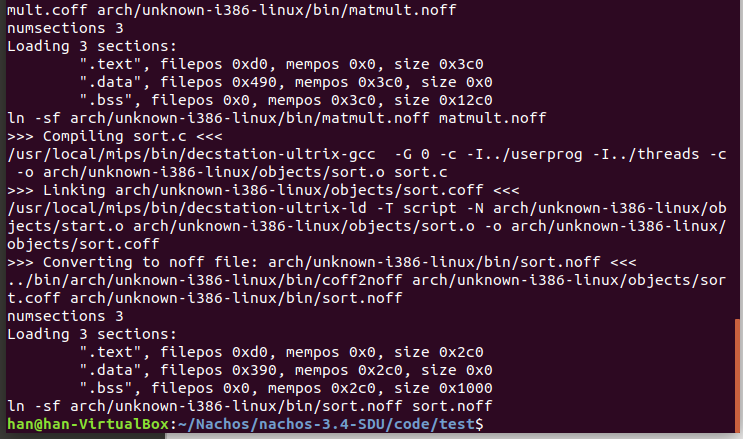 mult.coff arch/unknown-i386-linux/bin/matmult.noff
numsections 3
Loading 3 sections:
        ".text", filepos 0xd0, mempos 0x0, size 0x3c0
        ".data", filepos 0x490, mempos 0x3c0, size 0x0
        ".bss", filepos 0x0, mempos 0x3c0, size 0x12c0
ln -sf arch/unknown-i386-linux/bin/matmult.noff matmult.noff
>>> Compiling sort.c <<<
/usr/local/mips/bin/decstation-ultrix-gcc  -G 0 -c -I../userprog -I../threads -c
 -o arch/unknown-i386-linux/objects/sort.o sort.c
>>> Linking arch/unknown-i386-linux/objects/sort.coff <<<
/usr/local/mips/bin/decstation-ultrix-ld -T script -N arch/unknown-i386-linux/ob
jects/start.o arch/unknown-i386-linux/objects/sort.o -o arch/unknown-i386-linux/
objects/sort.coff
>>> Converting to noff file: arch/unknown-i386-linux/bin/sort.noff <<<
../bin/arch/unknown-i386-linux/bin/coff2noff arch/unknown-i386-linux/objects/sor
t.coff arch/unknown-i386-linux/bin/sort.noff
numsections 3
Loading 3 sections:
        ".text", filepos 0xd0, mempos 0x0, size 0x2c0
        ".data", filepos 0x390, mempos 0x2c0, size 0x0
        ".bss", filepos 0x0, mempos 0x2c0, size 0x1000
ln -sf arch/unknown-i386-linux/bin/sort.noff sort.noff
han@han-VirtualBox:~/Nachos/nachos-3.4-SDU/code/test$